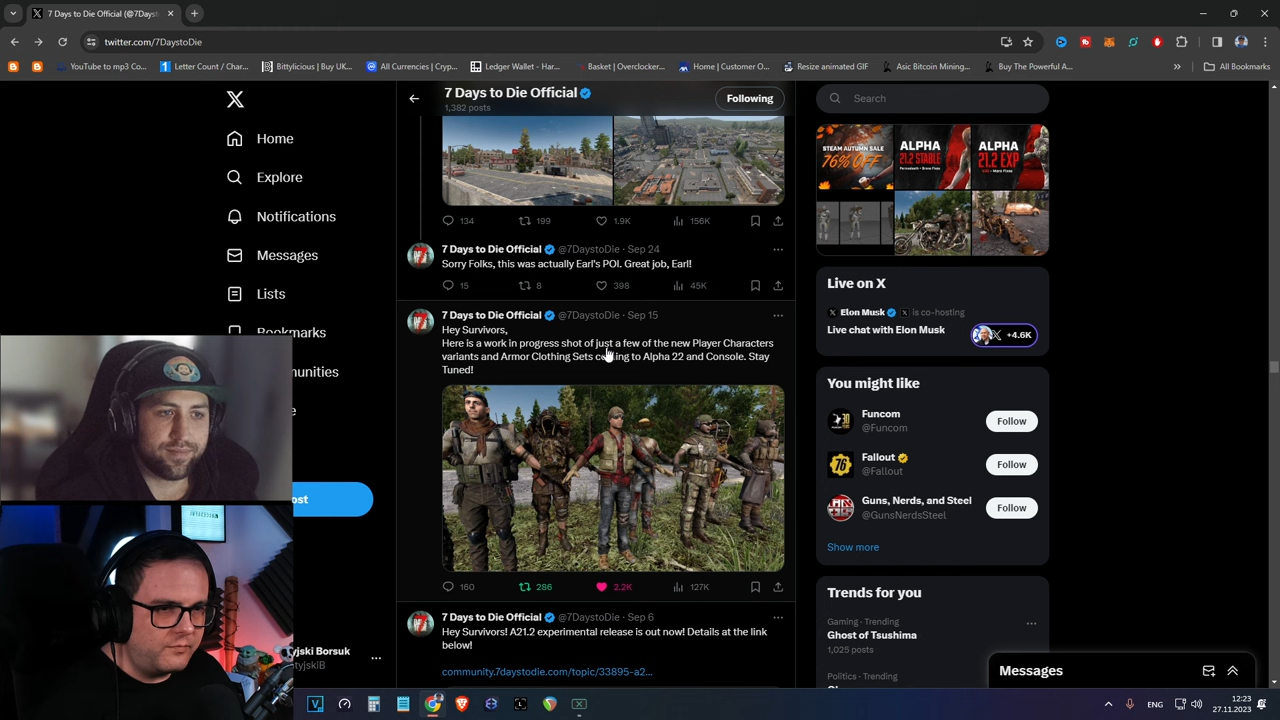 7 Days to Die Official (@7Dayst
twitter.com/7DaystoDie
YouTube to mp3 Co...
Letter Count / Char...
Bittylicious | Buy UK...
All Currencies | Cryp...
Ledger Wallet - Har...
Basket | Overclocker...
Home | Customer O...
Resize animated GIF
Asic Bitcoin Mining...
Buy The Powerful A...
»
All Bookmarks
Home
Explore
Notifications
Messages
Lists
Bookmarks
7 Days to Die Official
1,382 posts
Following
134 199 1.9K 156K
7 Days to Die Official @7DaystoDie · Sep 24
Sorry Folks, this was actually Earl's POI. Great job, Earl!
15 8 398 45K
7 Days to Die Official @7DaystoDie · Sep 15
Hey Survivors,
Here is a work in progress shot of just a few of the new Player Characters
variants and Armor Clothing Sets coming to Alpha 22 and Console. Stay
Tuned!
160 286 2.2K 127K
7 Days to Die Official @7DaystoDie · Sep 6
Hey Survivors! A21.2 experimental release is out now! Details at the link
below!
community.7daystodie.com/topic/33895-a2...
Search
STEAM AUTUMN SALE
76% OFF
ALPHA
21.2 STABLE
ALPHA
21.2 EXP
Live on X
Elon Musk is co-hosting
Live chat with Elon Musk
+4.6K
You might like
Funcom
@Funcom
Follow
Fallout
@Fallout
Follow
Guns, Nerds, and Steel
@GunsNerdsSteel
Follow
Show more
Trends for you
Gaming · Trending
Ghost of Tsushima
1,025 posts
Politics · Trending
Messages
yjski Borsuk
tyjskiB
ost
ENG
12:23
27.11.2023